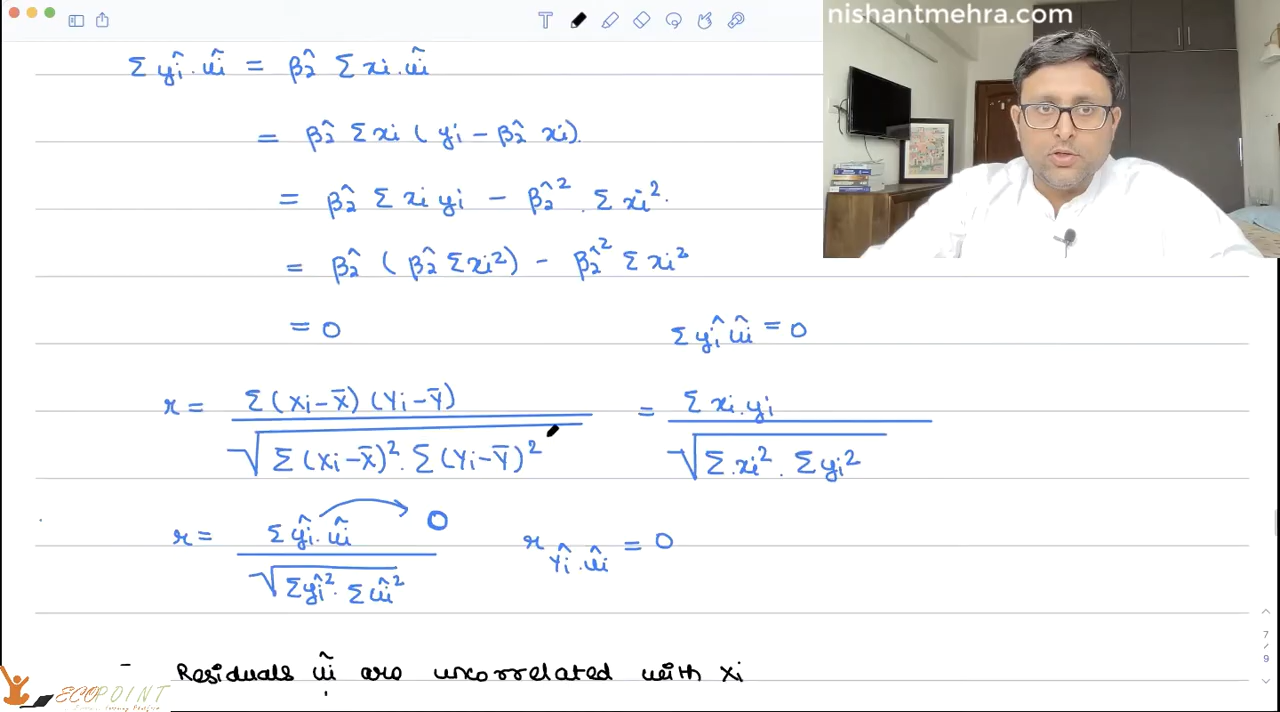 nishantmehra.com
Σ ŷi . ûi = β̂2 Σ xi . ûi
= β̂2 Σ xi ( yi − β̂2 xi).
= β̂2 Σ xi yi − β̂2² . Σ xi².
= β̂2 ( β̂2 Σxi²) − β̂2² Σ xi²
= 0 Σ ŷi ûi = 0
r = Σ (Xi − X̄) (Yi − Ȳ) / √ Σ (Xi − X̄)² . Σ (Yi − Ȳ)² = Σ xi . yi / √ Σ xi² . Σ yi²
r = Σ ŷi . ûi / √ Σŷi² . Σ ûi² 0 r Ŷi . ûi = 0
- Residuals ûi are uncorrelated with Xi
7
/
9
ECOPOINT